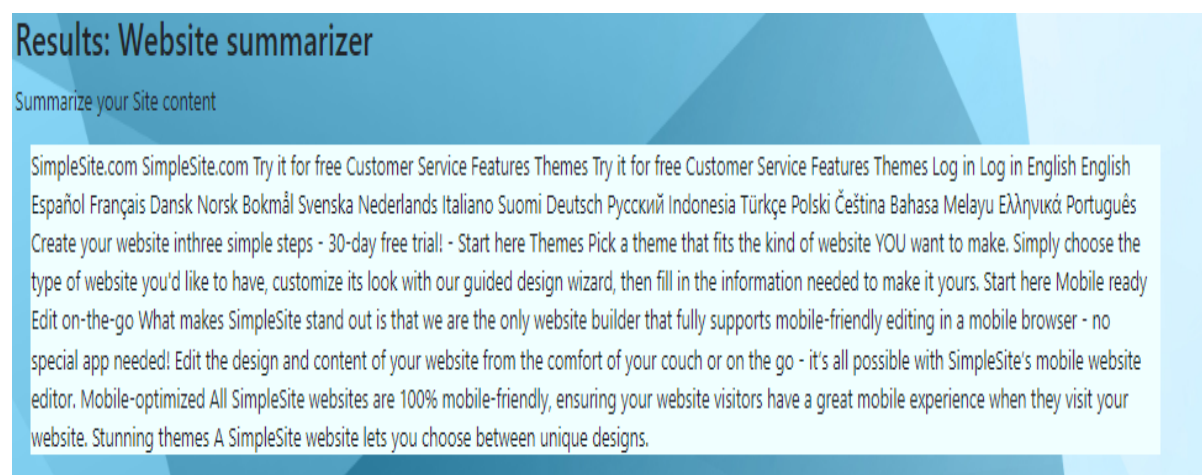 Results: Website summarizer
Summarize your Site content
SimpleSite.com SimpleSite.com Try it for free Customer Service Features Themes Try it for free Customer Service Features Themes Log in Log in English English
Español Français Dansk Norsk Bokmål Svenska Nederlands Italiano Suomi Deutsch Русский Indonesia Türkçe Polski Čeština Bahasa Melayu Ελληνικά Português
Create your website inthree simple steps - 30-day free trial! - Start here Themes Pick a theme that fits the kind of website YOU want to make. Simply choose the
type of website you'd like to have, customize its look with our guided design wizard, then fill in the information needed to make it yours. Start here Mobile ready
Edit on-the-go What makes SimpleSite stand out is that we are the only website builder that fully supports mobile-friendly editing in a mobile browser - no
special app needed! Edit the design and content of your website from the comfort of your couch or on the go - it's all possible with SimpleSite's mobile website
editor. Mobile-optimized All SimpleSite websites are 100% mobile-friendly, ensuring your website visitors have a great mobile experience when they visit your
website. Stunning themes A SimpleSite website lets you choose between unique designs.